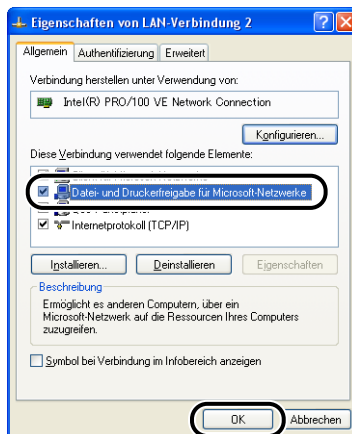 Eigenschaften von LAN-Verbindung 2
Allgemein Authentifizierung Erweitert
Verbindung herstellen unter Verwendung von:
Intel(R) PRO/100 VE Network Connection
Konfigurieren...
Diese Verbindung verwendet folgende Elemente:
Datei- und Druckerfreigabe für Microsoft-Netzwerke
Internetprotokoll (TCP/IP)
Installieren... Deinstallieren Eigenschaften
Beschreibung
Ermöglicht es anderen Computern, über ein
Microsoft-Netzwerk auf die Ressourcen Ihres Computers
zuzugreifen.
Symbol bei Verbindung im Infobereich anzeigen
OK Abbrechen